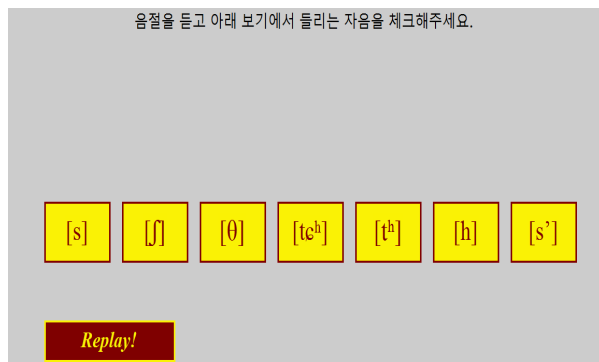 음절을 듣고 아래 보기에서 들리는 자음을 체크해주세요.
[s] [ʃ] [θ] [tɕʰ] [tʰ] [h] [s’]
Replay!